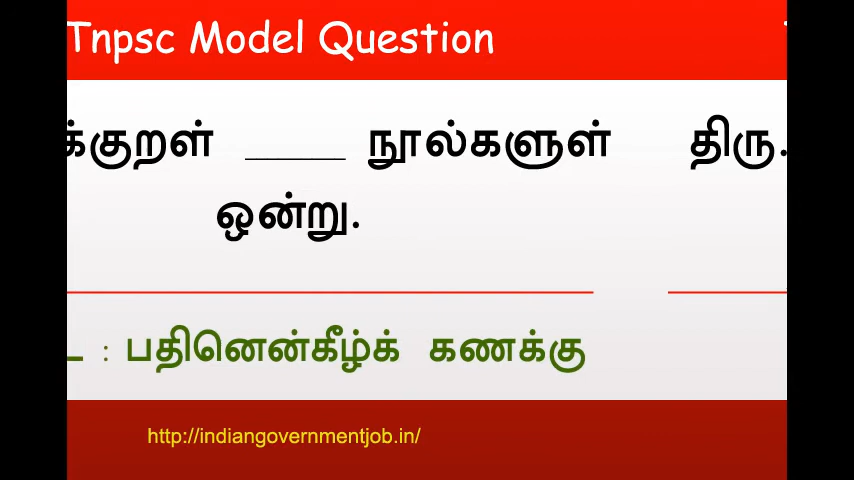 Tnpsc Model Question
க்குறள் _____ நூல்களுள்
ஒன்று.
திரு.
: பதினென்கீழ்க் கணக்கு
http://indiangovernmentjob.in/